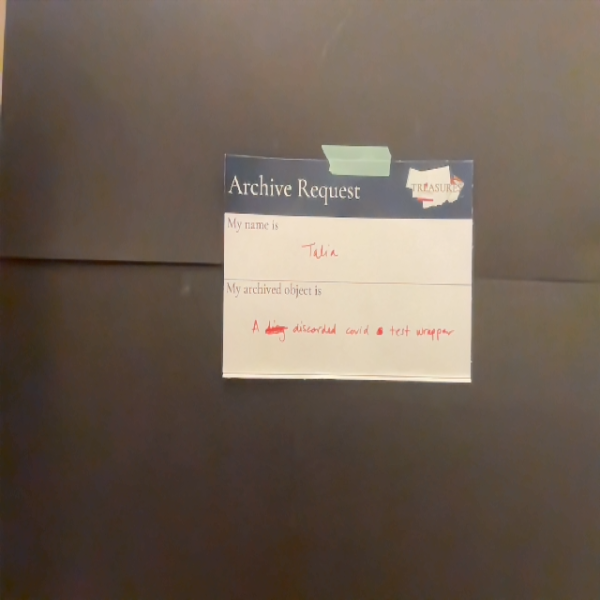 Archive Request
TREASURES
My name is
Talia
My archived object is
A discarded covid test wrapper